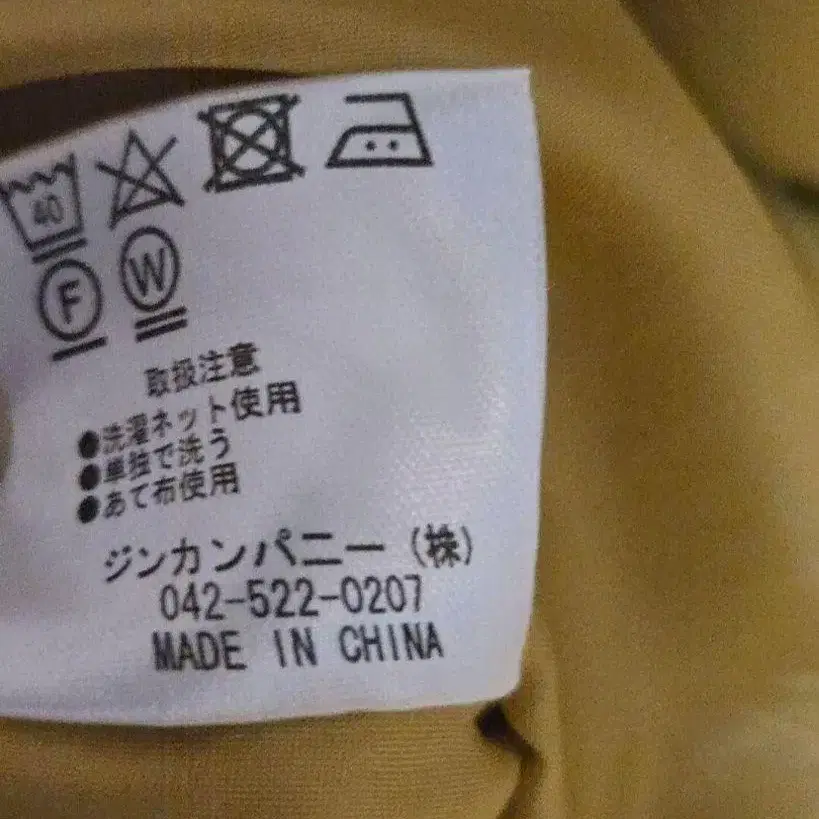 40
F W
取扱注意
●洗濯ネット使用
●単独で洗う
●あて布使用
ジンカンパニー (株)
042-522-0207
MADE IN CHINA